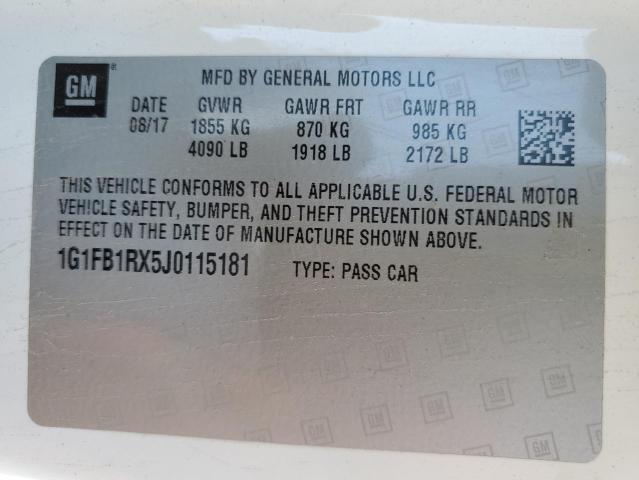 GM
MFD BY GENERAL MOTORS LLC
DATE GVWR GAWR FRT GAWR RR
08/17 1855 KG 870 KG 985 KG
4090 LB 1918 LB 2172 LB
THIS VEHICLE CONFORMS TO ALL APPLICABLE U.S. FEDERAL MOTOR
VEHICLE SAFETY, BUMPER, AND THEFT PREVENTION STANDARDS IN
EFFECT ON THE DATE OF MANUFACTURE SHOWN ABOVE.
1G1FB1RX5J0115181 TYPE: PASS CAR